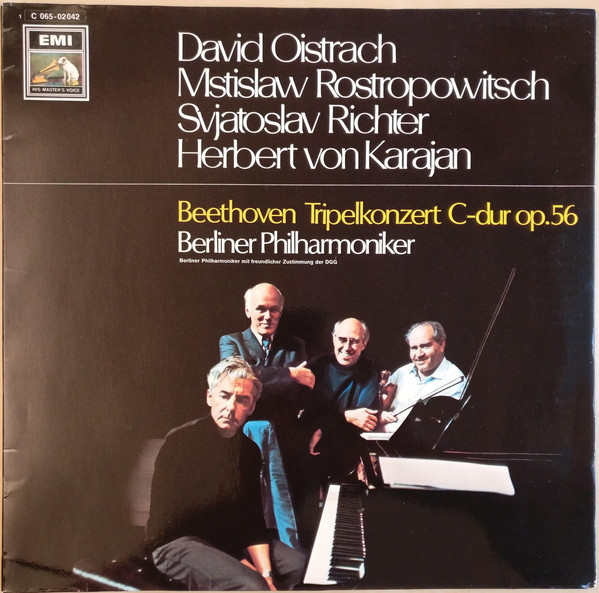 1 C 065-02042
EMI
HIS MASTER'S VOICE
David Oistrach
Mstislaw Rostropowitsch
Svjatoslav Richter
Herbert von Karajan
Beethoven Tripelkonzert C-dur op.56
Berliner Philharmoniker
Berliner Philharmoniker mit freundlicher Zustimmung der DGG